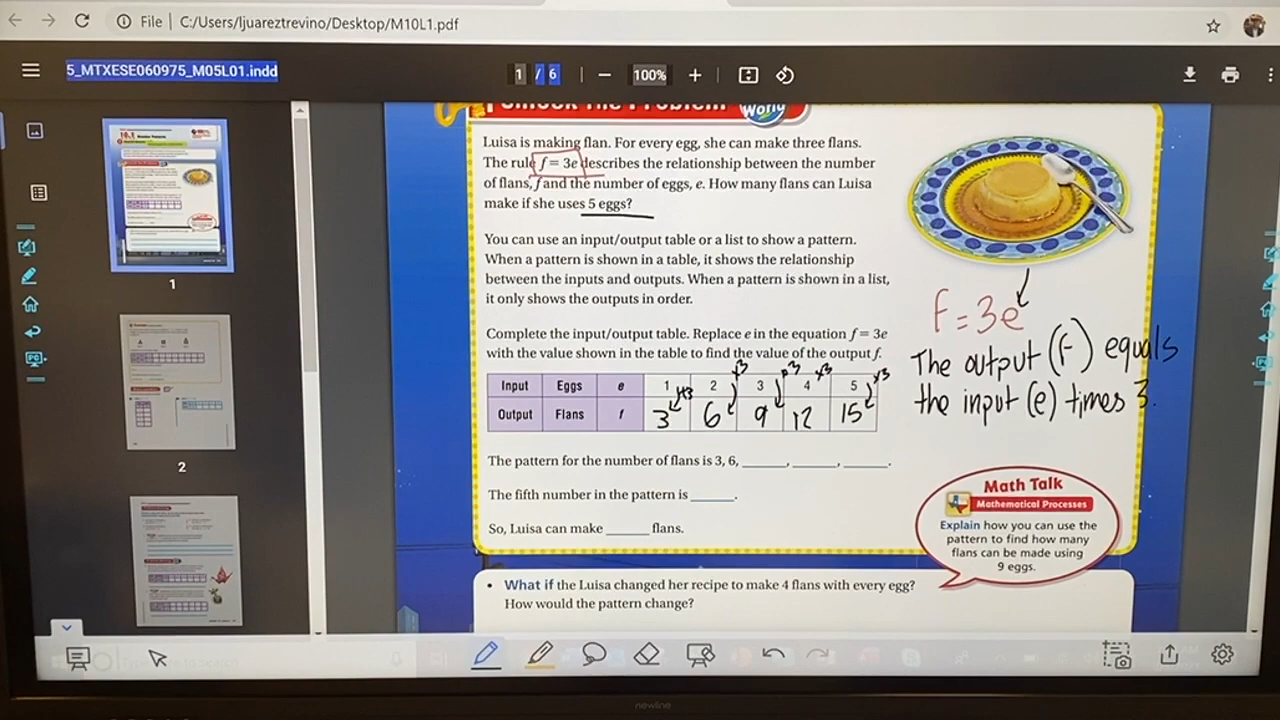 File | C:/Users/ljuareztrevino/Desktop/M10L1.pdf
5_MTXESE060975_M05L01.indd
1 / 6
100%
Unlock the Problem
World
Luisa is making flan. For every egg, she can make three flans.
The rule f = 3e describes the relationship between the number
of flans, f and the number of eggs, e. How many flans can Luisa
make if she uses 5 eggs?
You can use an input/output table or a list to show a pattern.
When a pattern is shown in a table, it shows the relationship
between the inputs and outputs. When a pattern is shown in a list,
it only shows the outputs in order.
f = 3e
Complete the input/output table. Replace e in the equation f = 3e
with the value shown in the table to find the value of the output f.
The output (f) equals
the input (e) times 3.
x3 x3 x3 x3 x3
Input Eggs e 1 2 3 4 5
Output Flans f 3 6 9 12 15
The pattern for the number of flans is 3, 6, ______, ______, ______.
The fifth number in the pattern is ______.
So, Luisa can make ______ flans.
Math Talk
Mathematical Processes
Explain how you can use the
pattern to find how many
flans can be made using
9 eggs.
• What if the Luisa changed her recipe to make 4 flans with every egg?
How would the pattern change?
1
2
PC
newline